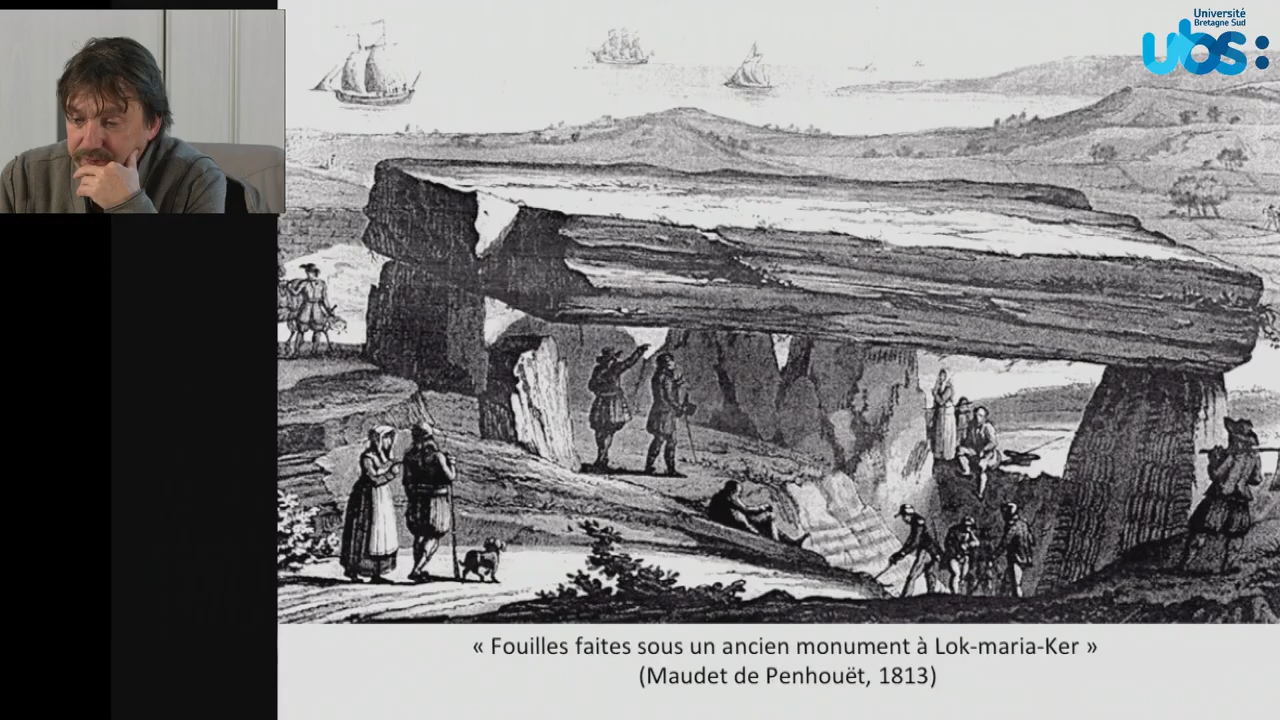 Université
Bretagne Sud
ubs:
« Fouilles faites sous un ancien monument à Lok-maria-Ker »
(Maudet de Penhouët, 1813)